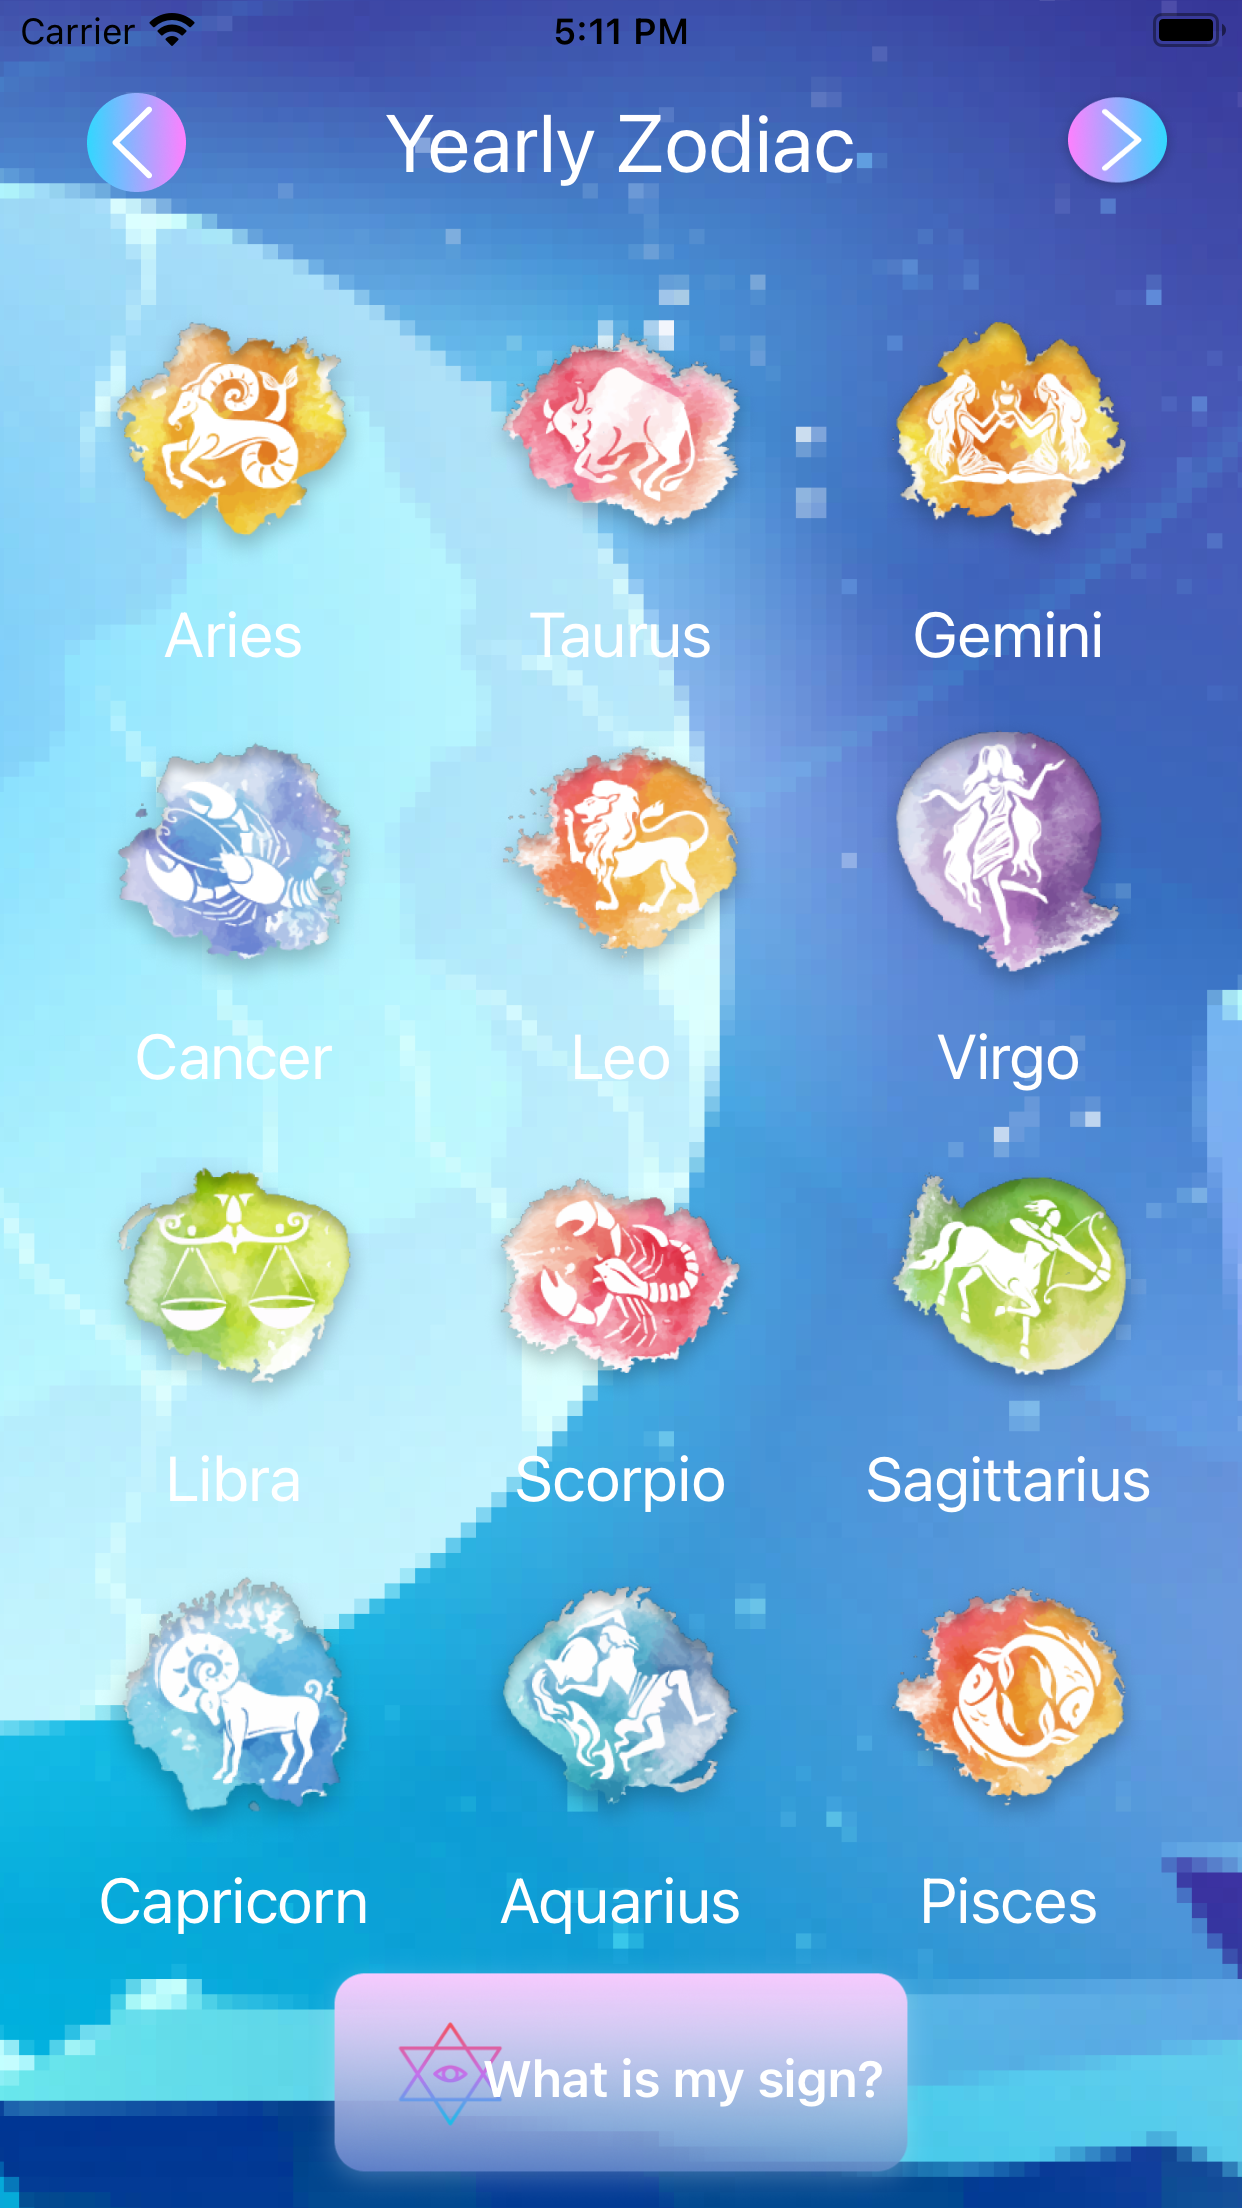 Carrier 5:11 PM
Yearly Zodiac
Aries Taurus Gemini
Cancer Leo Virgo
Libra Scorpio Sagittarius
Capricorn Aquarius Pisces
What is my sign?